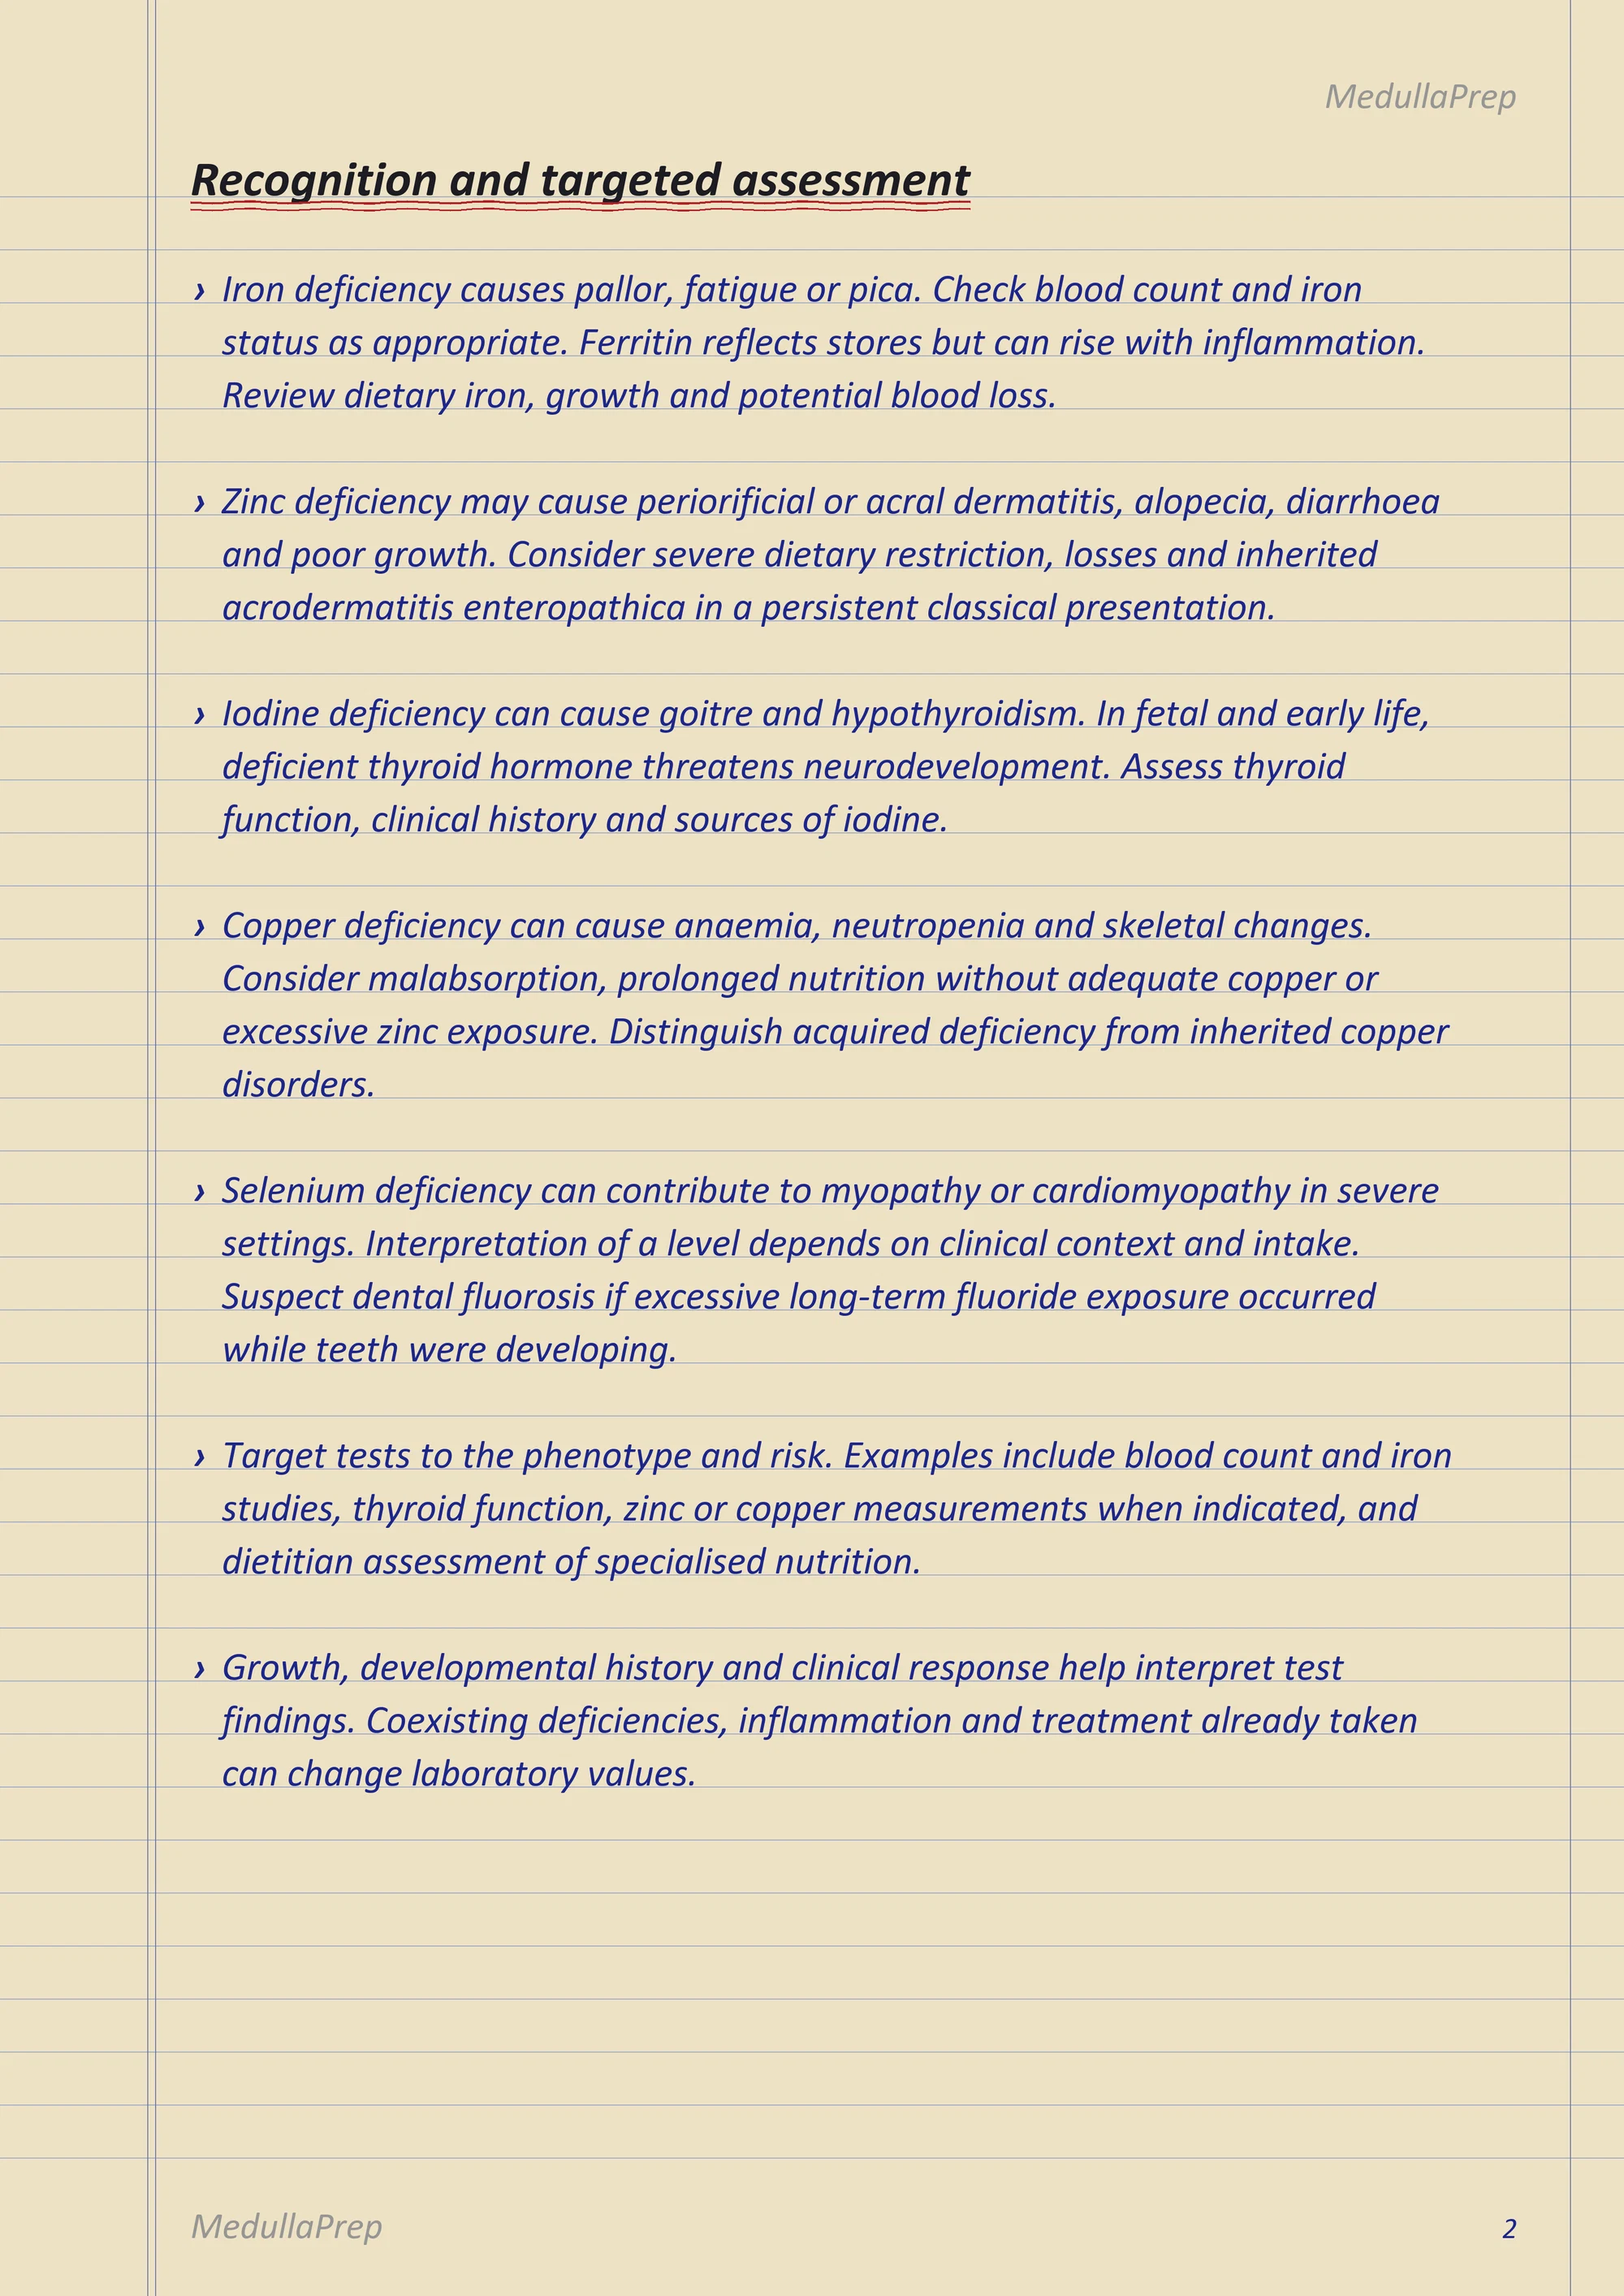 MedullaPrep
Recognition and targeted assessment
› Iron deficiency causes pallor, fatigue or pica. Check blood count and iron
status as appropriate. Ferritin reflects stores but can rise with inflammation.
Review dietary iron, growth and potential blood loss.
› Zinc deficiency may cause periorificial or acral dermatitis, alopecia, diarrhoea
and poor growth. Consider severe dietary restriction, losses and inherited
acrodermatitis enteropathica in a persistent classical presentation.
› Iodine deficiency can cause goitre and hypothyroidism. In fetal and early life,
deficient thyroid hormone threatens neurodevelopment. Assess thyroid
function, clinical history and sources of iodine.
› Copper deficiency can cause anaemia, neutropenia and skeletal changes.
Consider malabsorption, prolonged nutrition without adequate copper or
excessive zinc exposure. Distinguish acquired deficiency from inherited copper
disorders.
› Selenium deficiency can contribute to myopathy or cardiomyopathy in severe
settings. Interpretation of a level depends on clinical context and intake.
Suspect dental fluorosis if excessive long-term fluoride exposure occurred
while teeth were developing.
› Target tests to the phenotype and risk. Examples include blood count and iron
studies, thyroid function, zinc or copper measurements when indicated, and
dietitian assessment of specialised nutrition.
› Growth, developmental history and clinical response help interpret test
findings. Coexisting deficiencies, inflammation and treatment already taken
can change laboratory values.
MedullaPrep
2